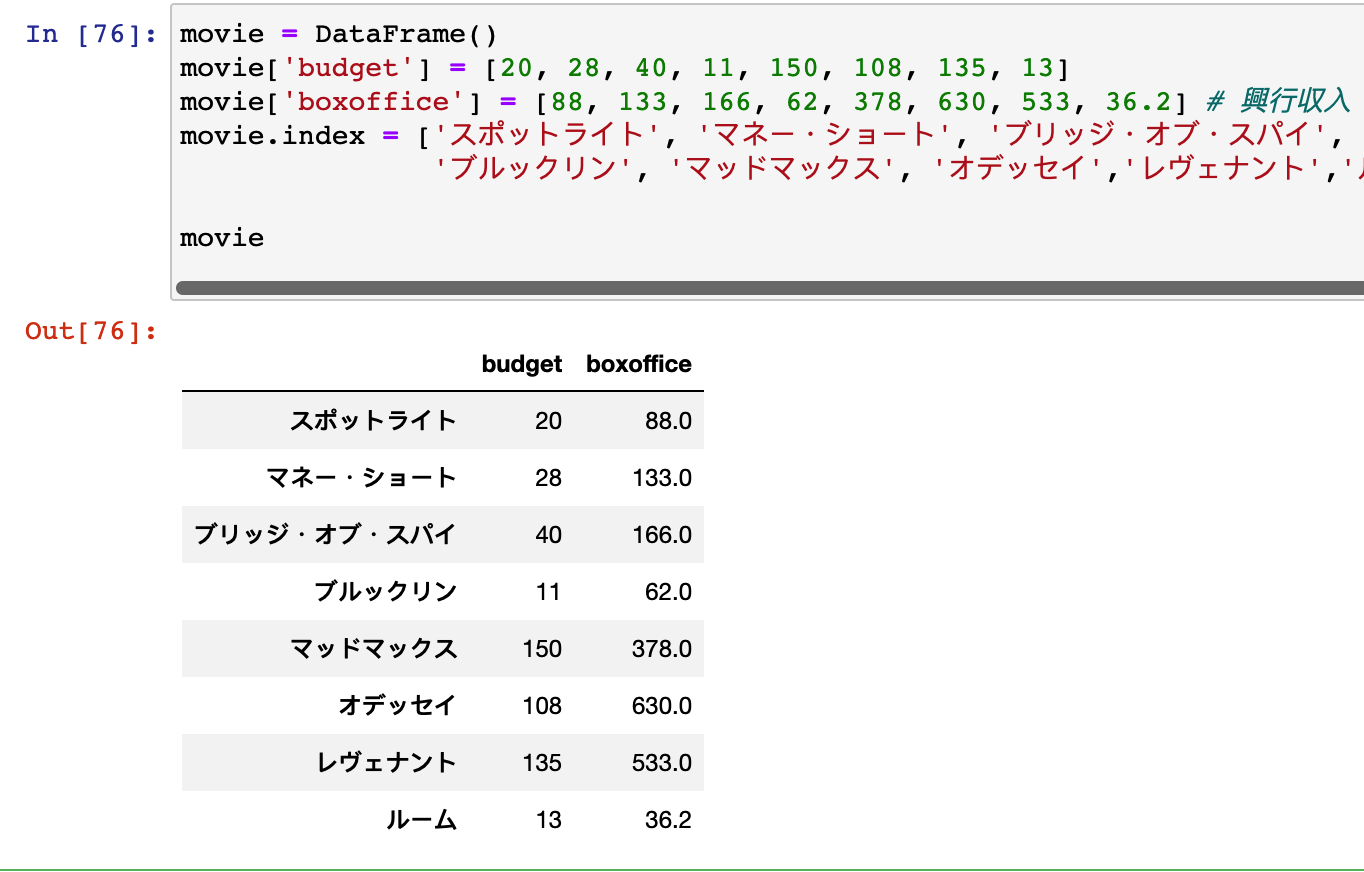 In [76]: movie = DataFrame()
movie['budget'] = [20, 28, 40, 11, 150, 108, 135, 13]
movie['boxoffice'] = [88, 133, 166, 62, 378, 630, 533, 36.2] # 興行収入
movie.index = ['スポットライト', 'マネー・ショート', 'ブリッジ・オブ・スパイ',
'ブルックリン', 'マッドマックス', 'オデッセイ','レヴェナント','
movie
Out[76]:
budget boxoffice
スポットライト 20 88.0
マネー・ショート 28 133.0
ブリッジ・オブ・スパイ 40 166.0
ブルックリン 11 62.0
マッドマックス 150 378.0
オデッセイ 108 630.0
レヴェナント 135 533.0
ルーム 13 36.2